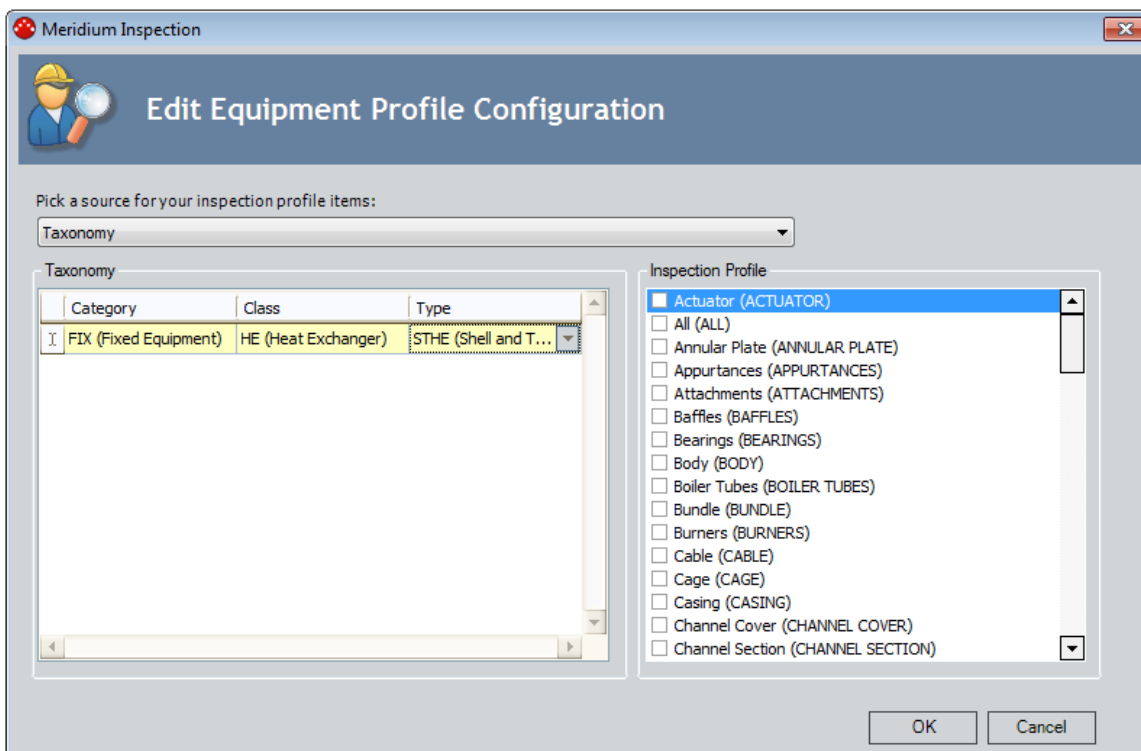 Meridium Inspection
Edit Equipment Profile Configuration
Pick a source for your inspection profile items:
Taxonomy
Taxonomy
Category Class Type
FIX (Fixed Equipment) HE (Heat Exchanger) STHE (Shell and T...
Inspection Profile
Actuator (ACTUATOR)
All (ALL)
Annular Plate (ANNULAR PLATE)
Appurtances (APPURTANCES)
Attachments (ATTACHMENTS)
Baffles (BAFFLES)
Bearings (BEARINGS)
Body (BODY)
Boiler Tubes (BOILER TUBES)
Bundle (BUNDLE)
Burners (BURNERS)
Cable (CABLE)
Cage (CAGE)
Casing (CASING)
Channel Cover (CHANNEL COVER)
Channel Section (CHANNEL SECTION)
OK Cancel